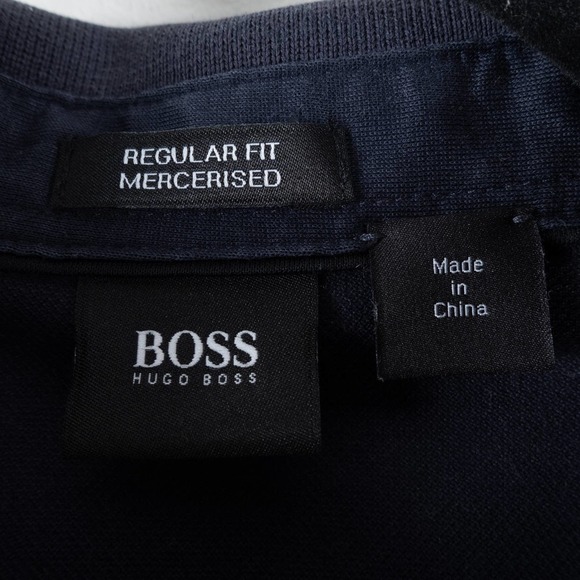 REGULAR FIT
MERCERISED
Made
in
China
BOSS
HUGO BOSS